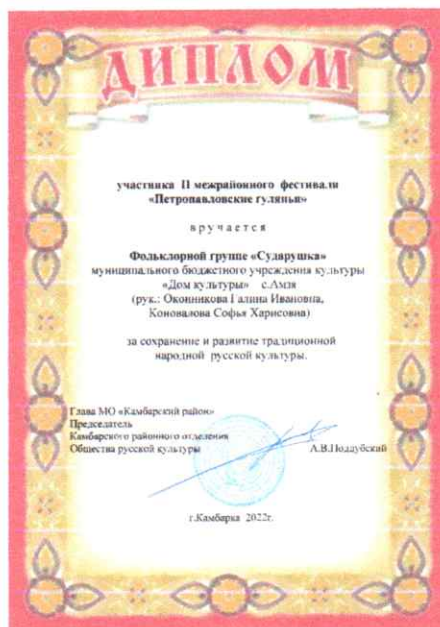 ДИПЛОМ
участника II межрайонного фестиваля
«Петропавловские гулянья»
вручается
Фольклорной группе «Сударушка»
муниципального бюджетного учреждения культуры
«Дом культуры» с.Амзя
(рук.: Оконникова Галина Ивановна,
Коновалова Софья Харисовна)
за сохранение и развитие традиционной
народной русской культуры.
Глава МО «Камбарский район»
Председатель
Камбарского районного отделения
Общества русской культуры А.В.Поддубский
г.Камбарка 2022г.